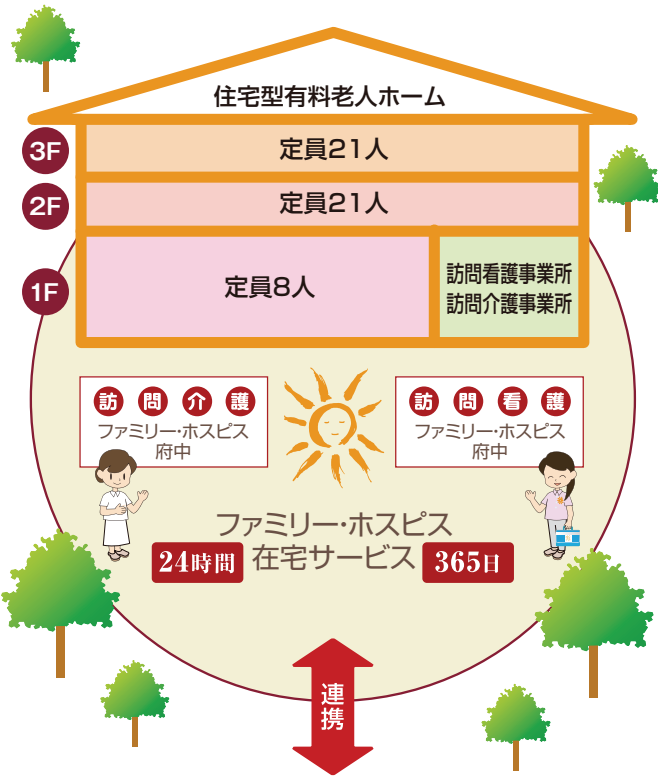 住宅型有料老人ホーム
3F
定員21人
2F
定員21人
1F
定員8人
訪問看護事業所
訪問介護事業所
訪問介護
ファミリー・ホスピス
府中
訪問看護
ファミリー・ホスピス
府中
ファミリー・ホスピス
24時間 在宅サービス 365日
連携